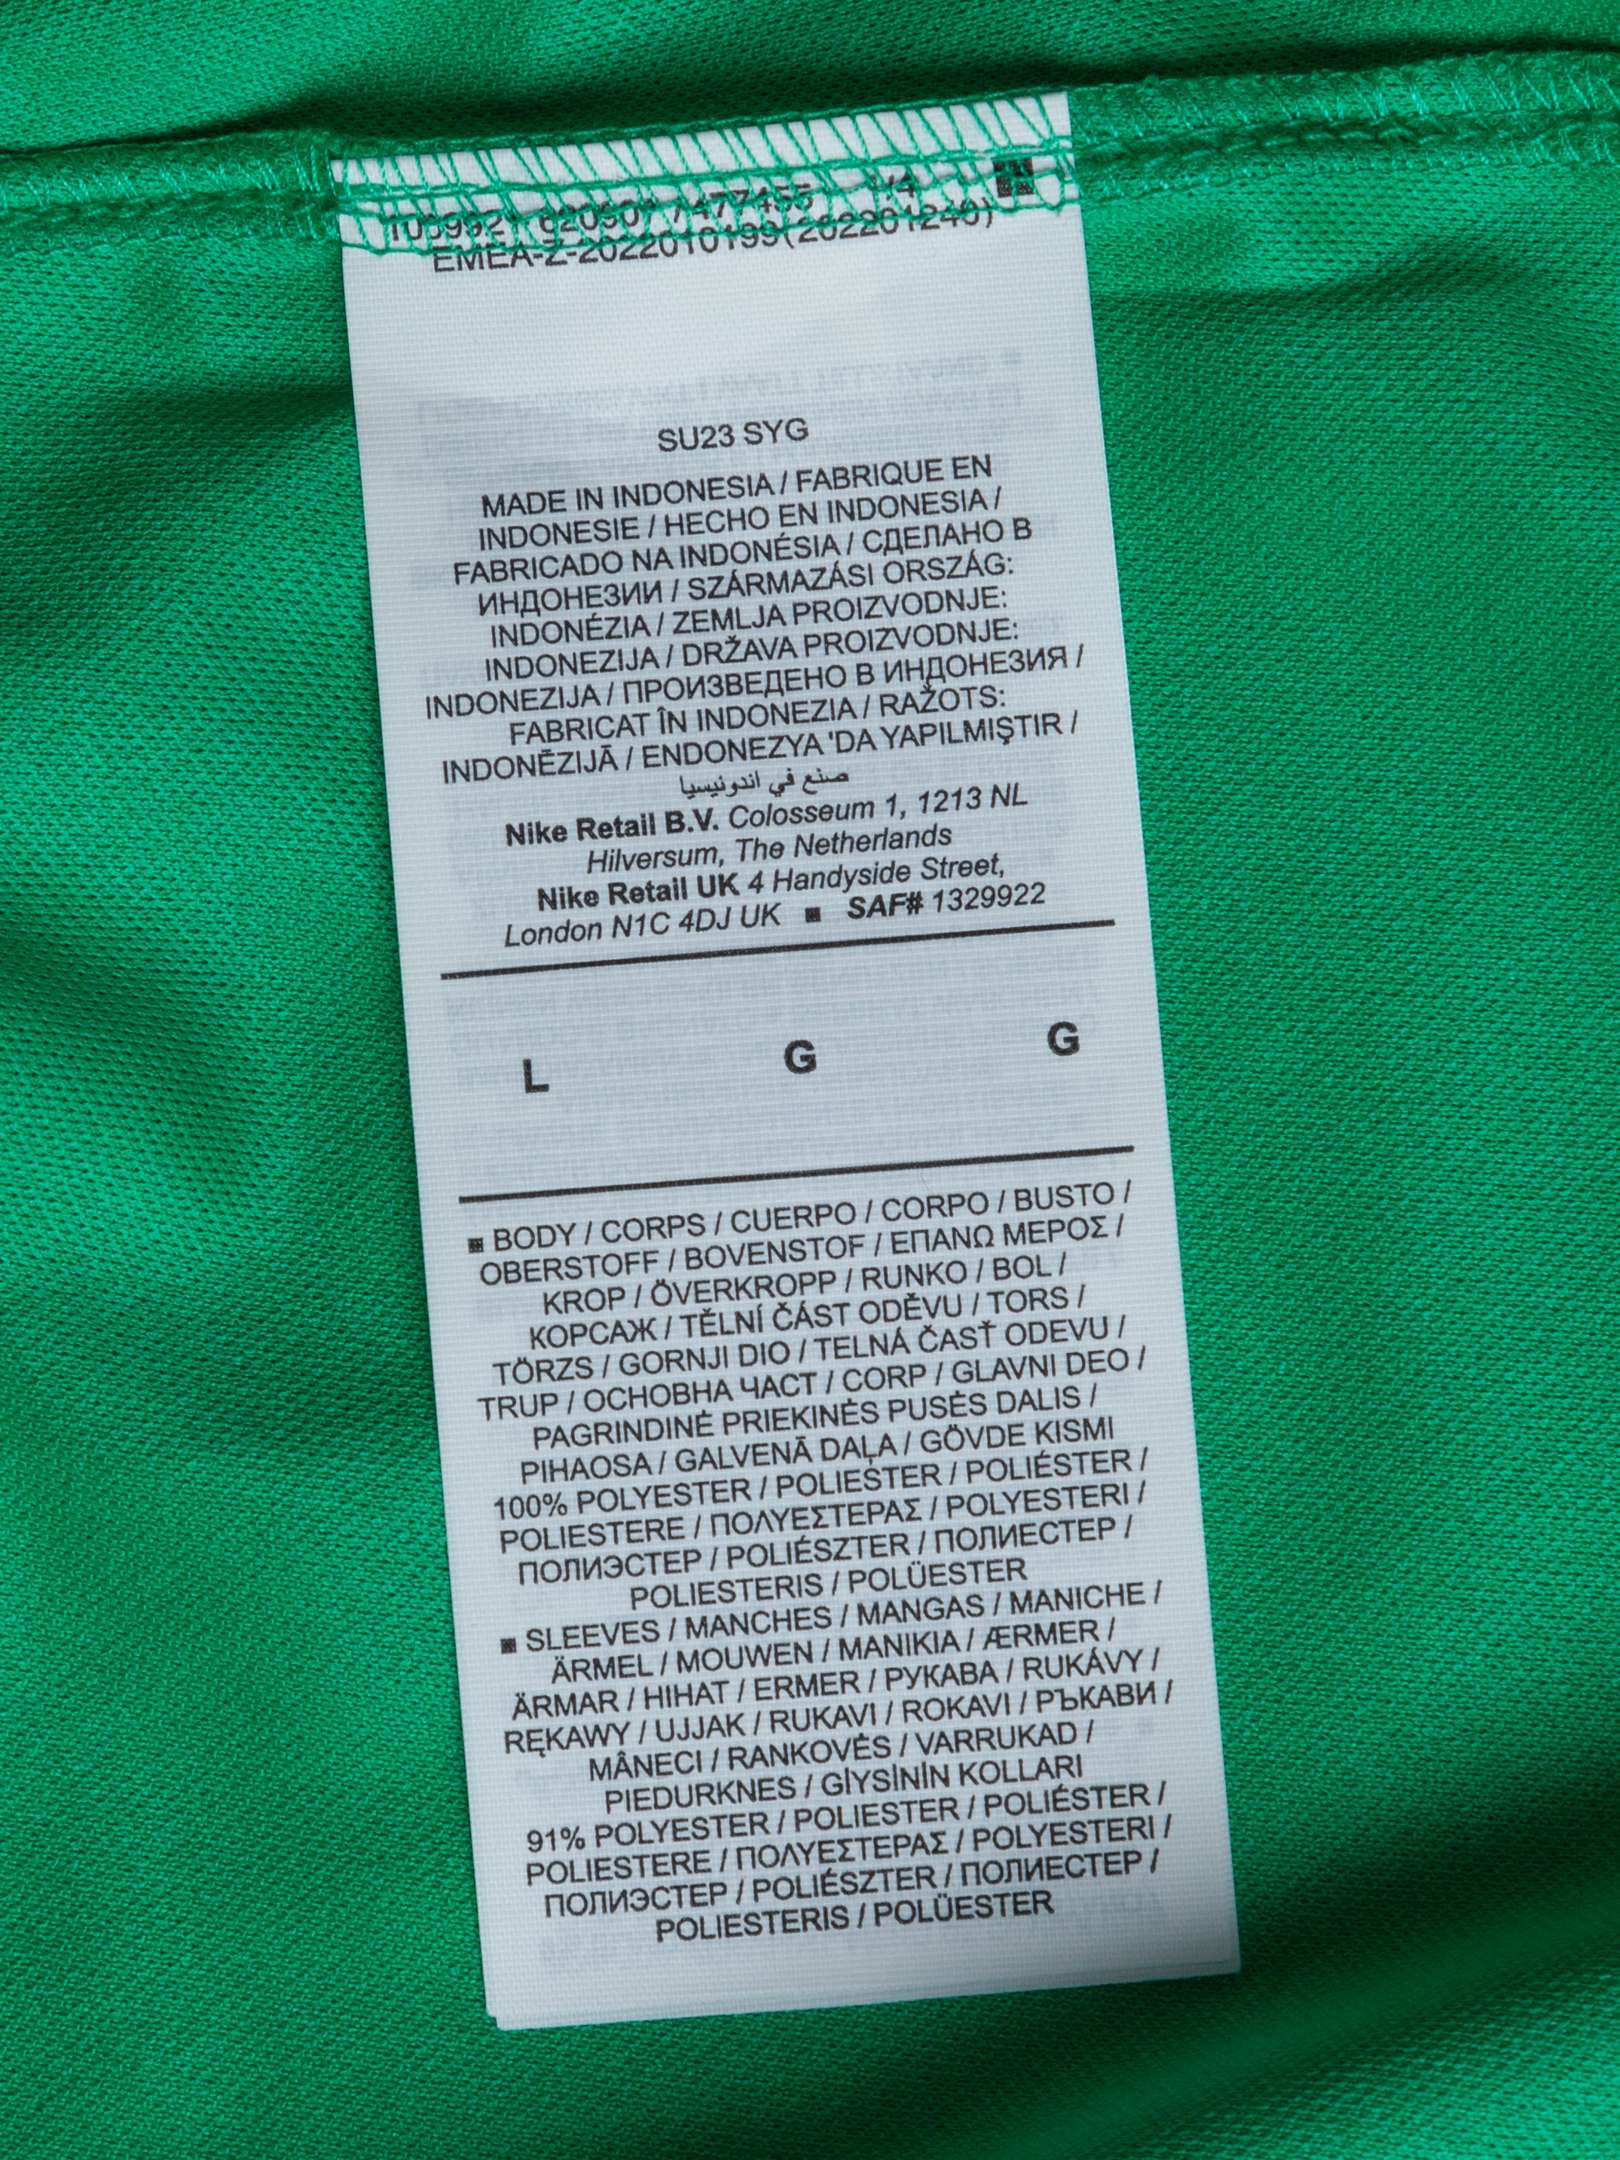 EMEA-Z-2022010199(202201240)
SU23 SYG
MADE IN INDONESIA / FABRIQUE EN
INDONESIE / HECHO EN INDONESIA /
FABRICADO NA INDONÉSIA / СДЕЛАНО В
ИНДОНЕЗИИ / SZÁRMAZÁSI ORSZÁG:
INDONÉZIA / ZEMLJA PROIZVODNJE:
INDONEZIJA / DRŽAVA PROIZVODNJE:
INDONEZIJA / ПРОИЗВЕДЕНО В ИНДОНЕЗИЯ /
FABRICAT ÎN INDONEZIA / RAŽOTS:
INDONĒZIJĀ / ENDONEZYA 'DA YAPILMIŞTIR /
صنع في اندونيسيا
Nike Retail B.V. Colosseum 1, 1213 NL
Hilversum, The Netherlands
Nike Retail UK 4 Handyside Street,
London N1C 4DJ UK ■ SAF# 1329922
L G G
■ BODY / CORPS / CUERPO / CORPO / BUSTO /
OBERSTOFF / BOVENSTOF / ΕΠΑΝΩ ΜΕΡΟΣ /
KROP / ÖVERKROPP / RUNKO / BOL /
КОРСАЖ / TĚLNÍ ČÁST ODĚVU / TORS /
TÖRZS / GORNJI DIO / TELNÁ ČASŤ ODEVU /
TRUP / ОСНОВНА ЧАСТ / CORP / GLAVNI DEO /
PAGRINDINĖ PRIEKINĖS PUSĖS DALIS /
PIHAOSA / GALVENĀ DAĻA / GÖVDE KISMI
100% POLYESTER / POLIESTER / POLIÉSTER /
POLIESTERE / ΠΟΛΥΕΣΤΕΡΑΣ / POLYESTERI /
ПОЛИЭСТЕР / POLIÉSZTER / ПОЛИЕСТЕР /
POLIESTERIS / POLÜESTER
■ SLEEVES / MANCHES / MANGAS / MANICHE /
ÄRMEL / MOUWEN / MANIKIA / ÆRMER /
ÄRMAR / HIHAT / ERMER / РУКАВА / RUKÁVY /
RĘKAWY / UJJAK / RUKAVI / ROKAVI / РЪКАВИ /
MÂNECI / RANKOVĖS / VARRUKAD /
PIEDURKNES / GİYSİNİN KOLLARI
91% POLYESTER / POLIESTER / POLIÉSTER /
POLIESTERE / ΠΟΛΥΕΣΤΕΡΑΣ / POLYESTERI /
ПОЛИЭСТЕР / POLIÉSZTER / ПОЛИЕСТЕР /
POLIESTERIS / POLÜESTER